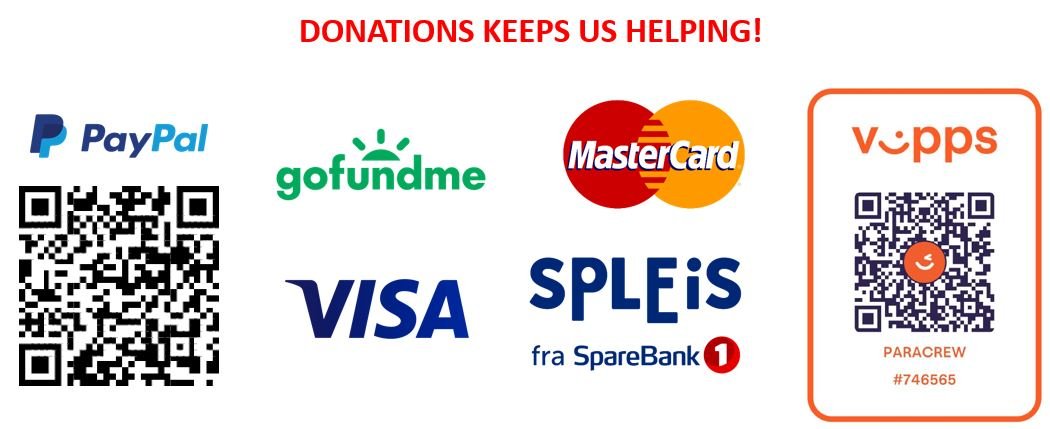 DONATIONS KEEPS US HELPING!
PayPal
gofundme
MasterCard
vipps
VISA
SPLEiS
fra SpareBank 1
PARACREW
#746565